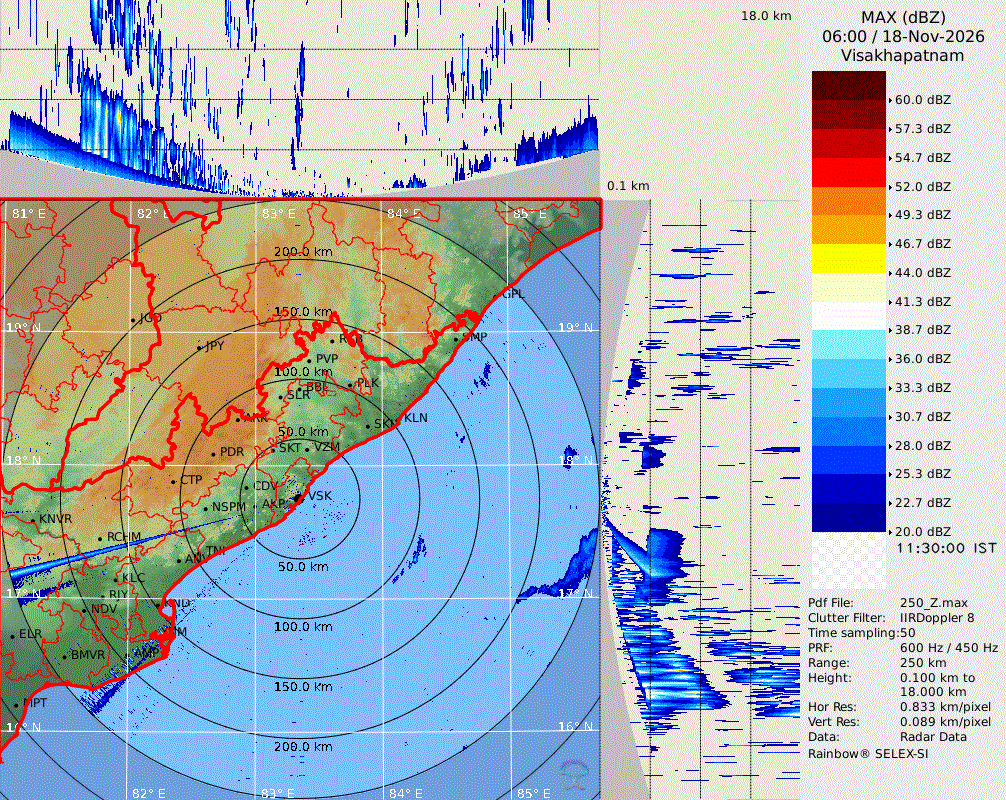 18.0 km
0.1 km
MAX (dBZ)
06:00 / 18-Nov-2026
Visakhapatnam
60.0 dBZ
57.3 dBZ
54.7 dBZ
52.0 dBZ
49.3 dBZ
46.7 dBZ
44.0 dBZ
41.3 dBZ
38.7 dBZ
36.0 dBZ
33.3 dBZ
30.7 dBZ
28.0 dBZ
25.3 dBZ
22.7 dBZ
20.0 dBZ
11:30:00 IST
Pdf File: 250_Z.max
Clutter Filter: IIRDoppler 8
Time sampling:50
PRF: 600 Hz / 450 Hz
Range: 250 km
Height: 0.100 km to
18.000 km
Hor Res: 0.833 km/pixel
Vert Res: 0.089 km/pixel
Data: Radar Data
Rainbow® SELEX-SI
81° E 82° E 83° E 84° E 85° E
200.0 km
GPL
150.0 km
JGD
19° N 19° N
JPY
SMP
PVP
100.0 km
BBL PLK
SLR
KLN
50.0 km
SKT VZM
PDR
18° N 18° N
CTP
CDV
VSK
NSPM AKP
KNVR
RCHM
TNI
50.0 km
KLC
17° N 17° N
RJY
KND
NDV
100.0 km
ELR
BMVR AMP
150.0 km
MPT
16° N 16° N
200.0 km
82° E 83° E 84° E 85° E